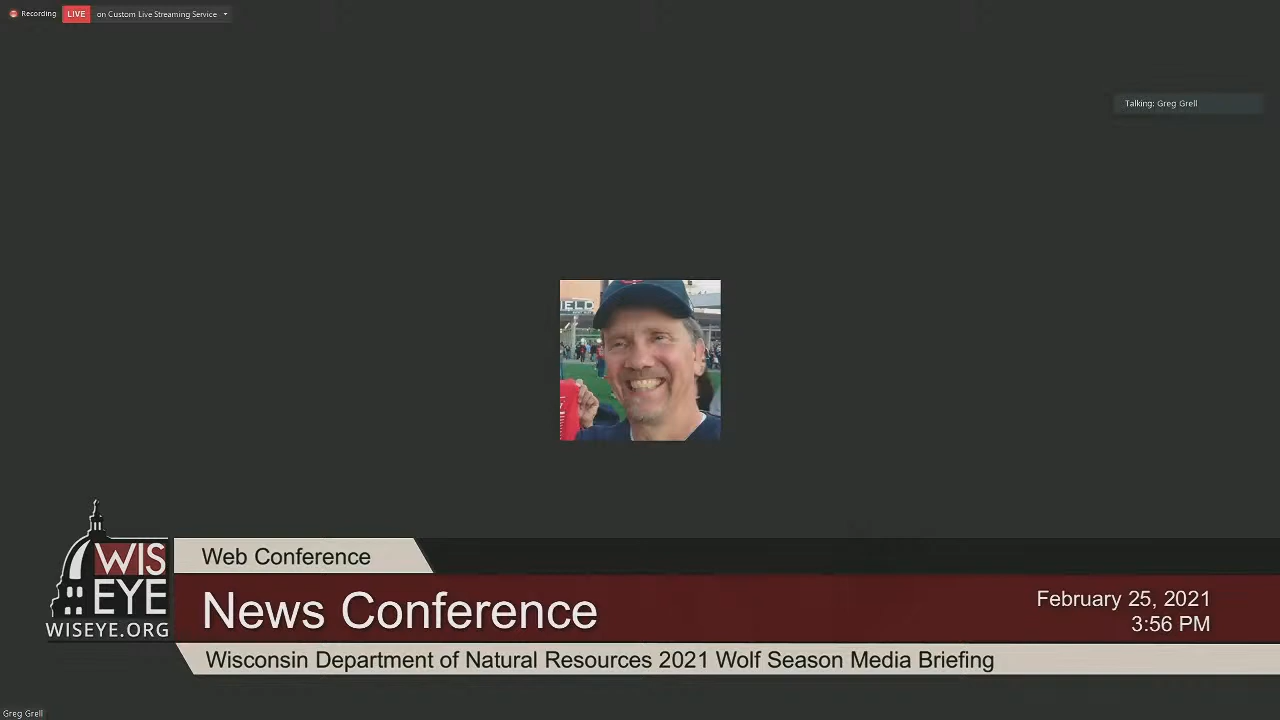 Recording
LIVE on Custom Live Streaming Service
Talking: Greg Grell
IELD
WIS
EYE
WISEYE.ORG
Web Conference
News Conference
February 25, 2021
3:56 PM
Wisconsin Department of Natural Resources 2021 Wolf Season Media Briefing
Greg Grell